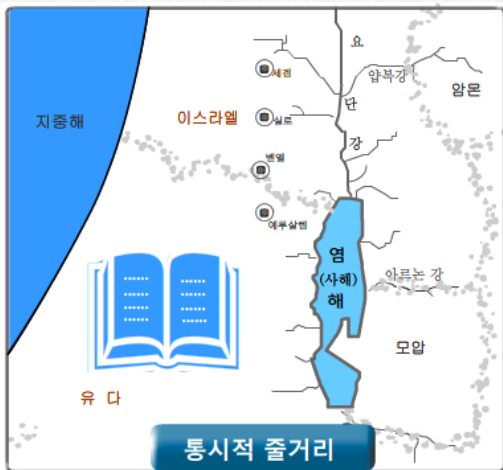 요
세겜
얍복강
암몬
지중해
이스라엘
실로
단
강
벧엘
예루살렘
염
(사해)
해
아르논 강
모압
유 다
통시적 줄거리